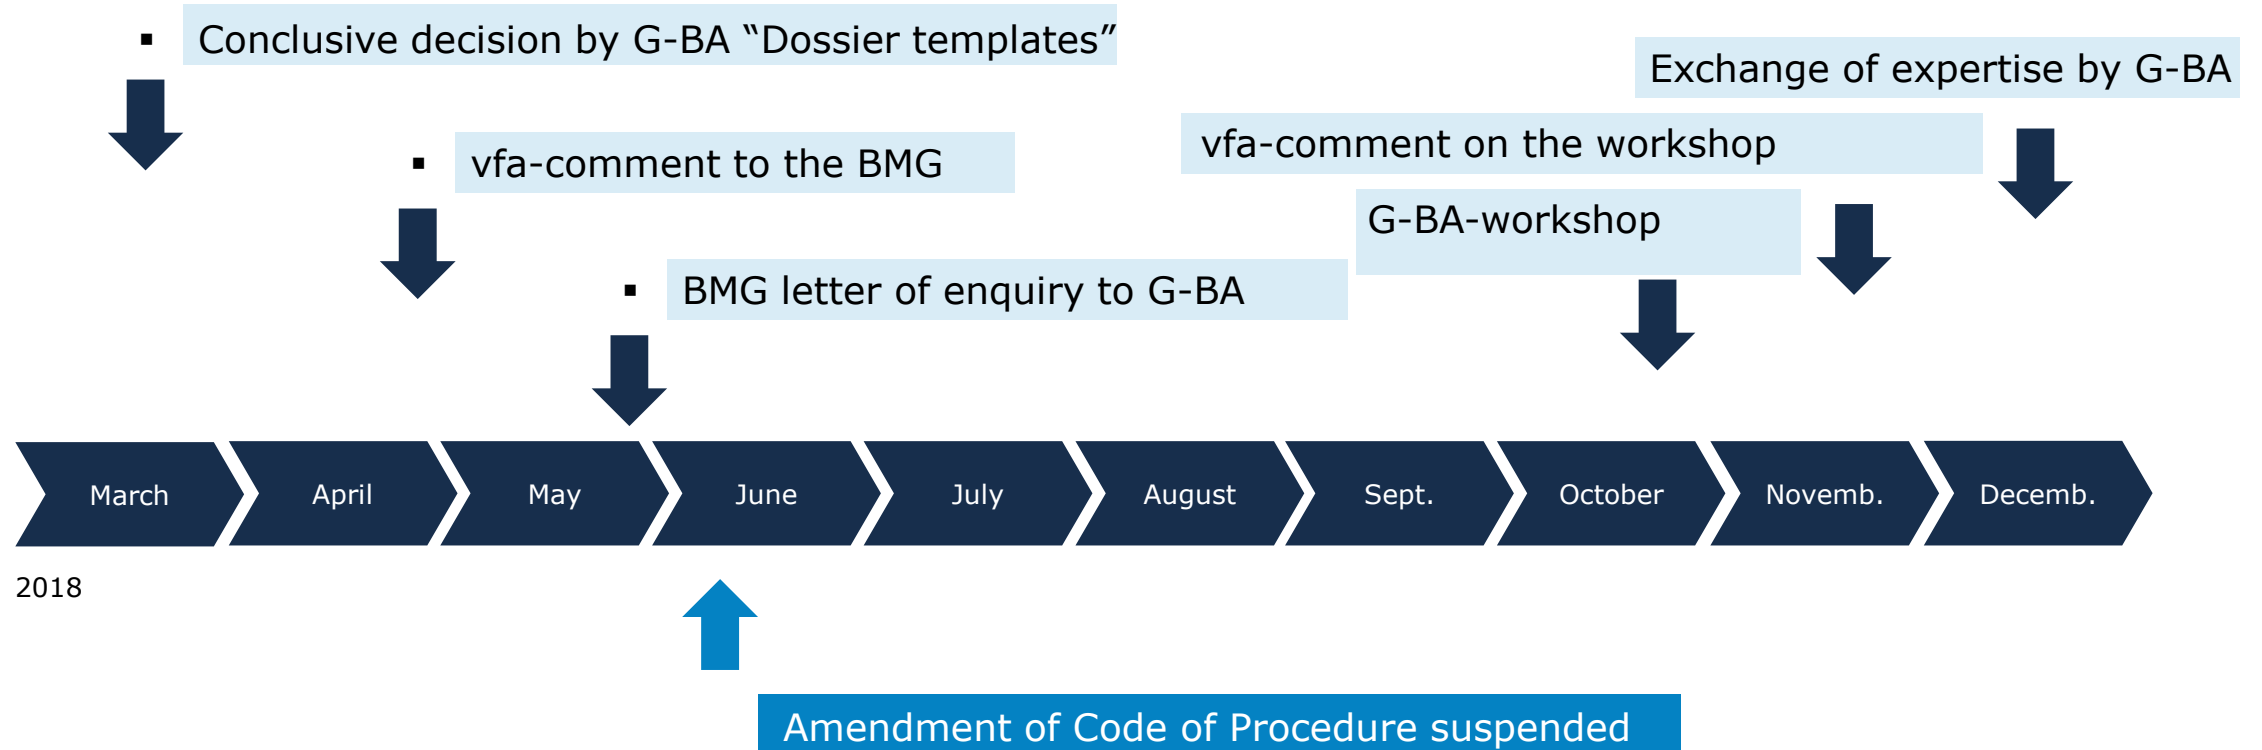 ▪ Conclusive decision by G-BA “Dossier templates”
Exchange of expertise by G-BA
▪ vfa-comment to the BMG
vfa-comment on the workshop
G-BA-workshop
▪ BMG letter of enquiry to G-BA
March
April
May
June
July
August
Sept.
October
Novemb.
Decemb.
2018
Amendment of Code of Procedure suspended